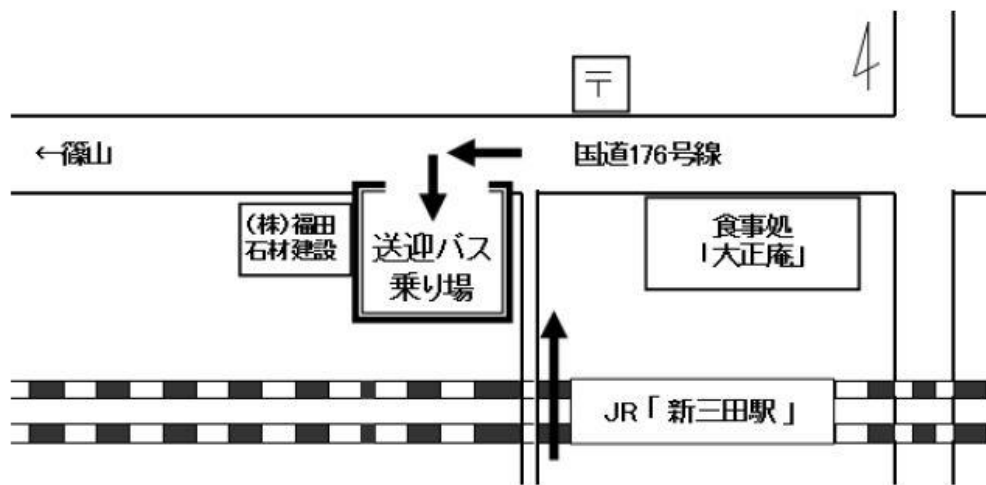 〒
←篠山
国道176号線
(株)福田
石材建設
送迎バス
乗り場
食事処
「大正庵」
JR「 新三田駅 」